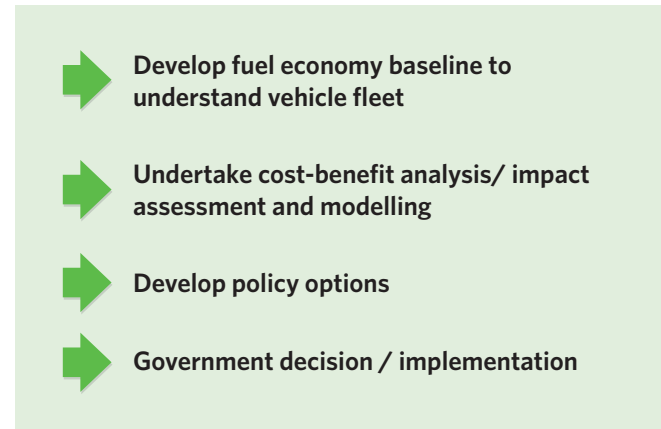 Develop fuel economy baseline to
understand vehicle fleet
Undertake cost-benefit analysis/ impact
assessment and modelling
Develop policy options
Government decision / implementation